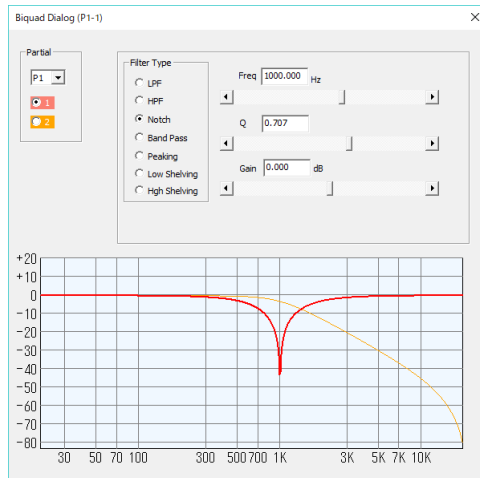 Biquad Dialog (P1-1)
Partial
P1
1
2
Filter Type
LPF
HPF
Notch
Band Pass
Peaking
Low Shelving
Hgh Shelving
Freq 1000.000 Hz
Q 0.707
Gain 0.000 dB
+20
+10
0
-10
-20
-30
-40
-50
-60
-70
-80
30 50 70 100 300 500 700 1K 3K 5K 7K 10K